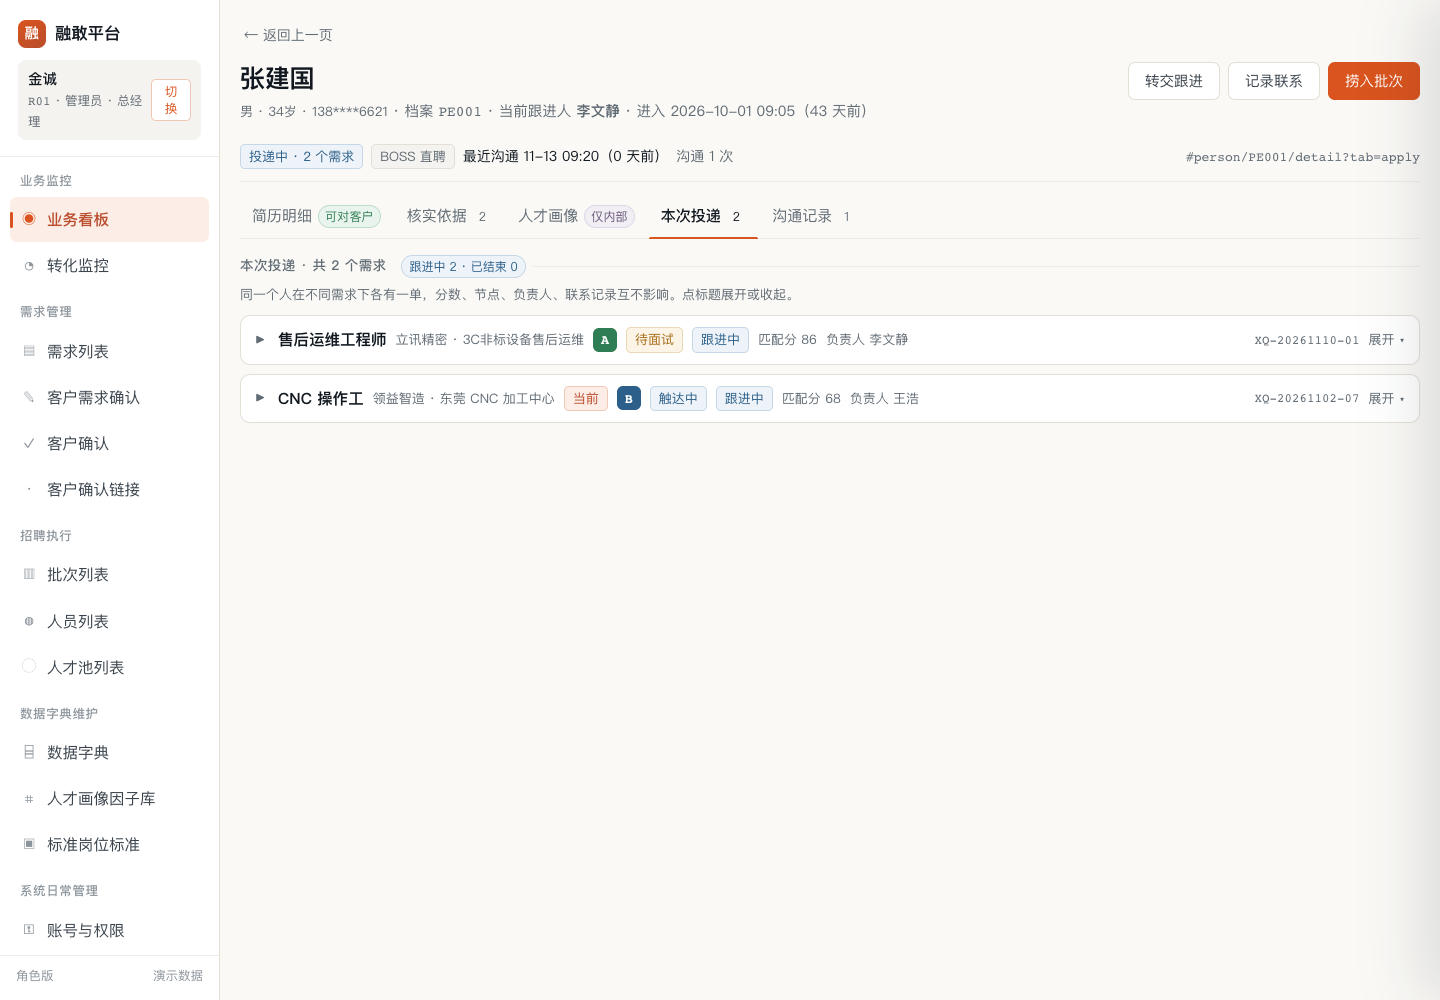 融 融敢平台
金诚
R01 · 管理员 · 总经理
切换
业务监控
业务看板
转化监控
需求管理
需求列表
客户需求确认
客户确认
客户确认链接
招聘执行
批次列表
人员列表
人才池列表
数据字典维护
数据字典
人才画像因子库
标准岗位标准
系统日常管理
账号与权限
角色版 演示数据
← 返回上一页
张建国
转交跟进 记录联系 捞入批次
男 · 34岁 · 138****6621 · 档案 PE001 · 当前跟进人 李文静 · 进入 2026-10-01 09:05（43 天前）
投递中 · 2 个需求 BOSS 直聘 最近沟通 11-13 09:20（0 天前） 沟通 1 次 #person/PE001/detail?tab=apply
简历明细 可对客户 核实依据 2 人才画像 仅内部 本次投递 2 沟通记录 1
本次投递 · 共 2 个需求 跟进中 2 · 已结束 0
同一个人在不同需求下各有一单，分数、节点、负责人、联系记录互不影响。点标题展开或收起。
▶ 售后运维工程师 立讯精密 · 3C非标设备售后运维 A 待面试 跟进中 匹配分 86 负责人 李文静 XQ-20261110-01 展开 ▾
▶ CNC 操作工 领益智造 · 东莞 CNC 加工中心 当前 B 触达中 跟进中 匹配分 68 负责人 王浩 XQ-20261102-07 展开 ▾